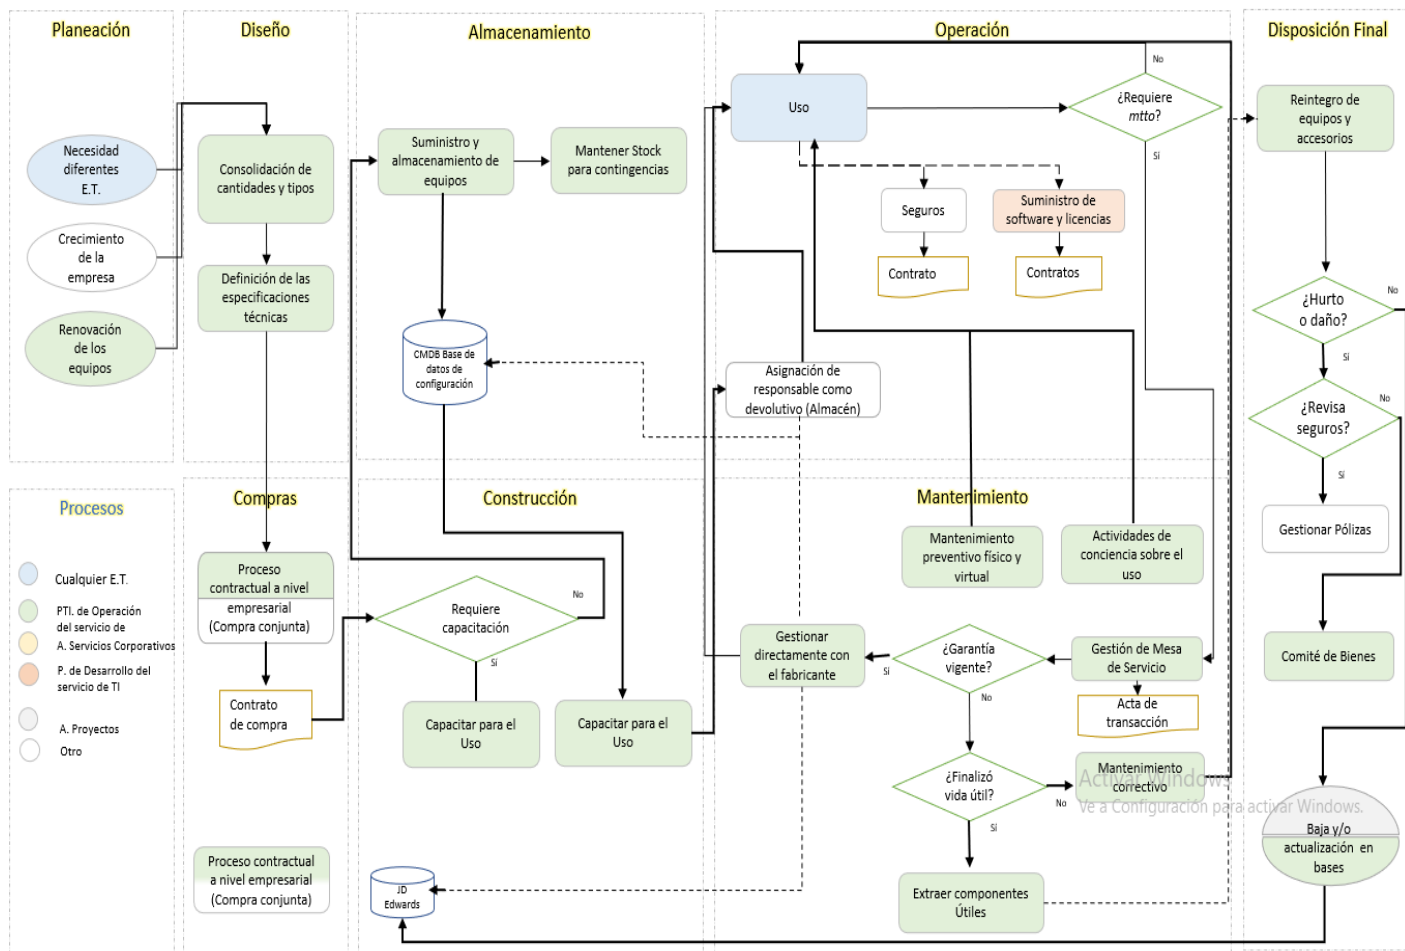 Planeación
Necesidad
diferentes
E.T.
Crecimiento
de la
empresa
Renovación
de los
equipos
Diseño
Consolidación de
cantidades y tipos
Definición de las
especificaciones
técnicas
Almacenamiento
Suministro y
almacenamiento de
equipos
Mantener Stock
para contingencias
CMDB Base de
datos de
configuración
Operación
Uso
¿Requiere
mtto?
No
Sí
Seguros
Contrato
Suministro de
software y licencias
Contratos
Asignación de
responsable como
devolutivo (Almacén)
Disposición Final
Reintegro de
equipos y
accesorios
¿Hurto
o daño?
No
Sí
¿Revisa
seguros?
No
Sí
Gestionar Pólizas
Comité de Bienes
Baja y/o
actualización en
bases
Procesos
Cualquier E.T.
PTI. de Operación
del servicio de
A. Servicios Corporativos
P. de Desarrollo del
servicio de TI
A. Proyectos
Otro
Compras
Proceso
contractual a nivel
empresarial
(Compra conjunta)
Contrato
de compra
Proceso contractual
a nivel empresarial
(Compra conjunta)
Construcción
Requiere
capacitación
No
Sí
Capacitar para el
Uso
Capacitar para el
Uso
JD
Edwards
Mantenimiento
Mantenimiento
preventivo físico y
virtual
Actividades de
conciencia sobre el
uso
Gestionar
directamente con
el fabricante
¿Garantía
vigente?
Sí
No
Gestión de Mesa
de Servicio
Acta de
transacción
¿Finalizó
vida útil?
No
Sí
Mantenimiento
correctivo
Extraer componentes
Útiles
Activar Windows
Ve a Configuración para activar Windows.